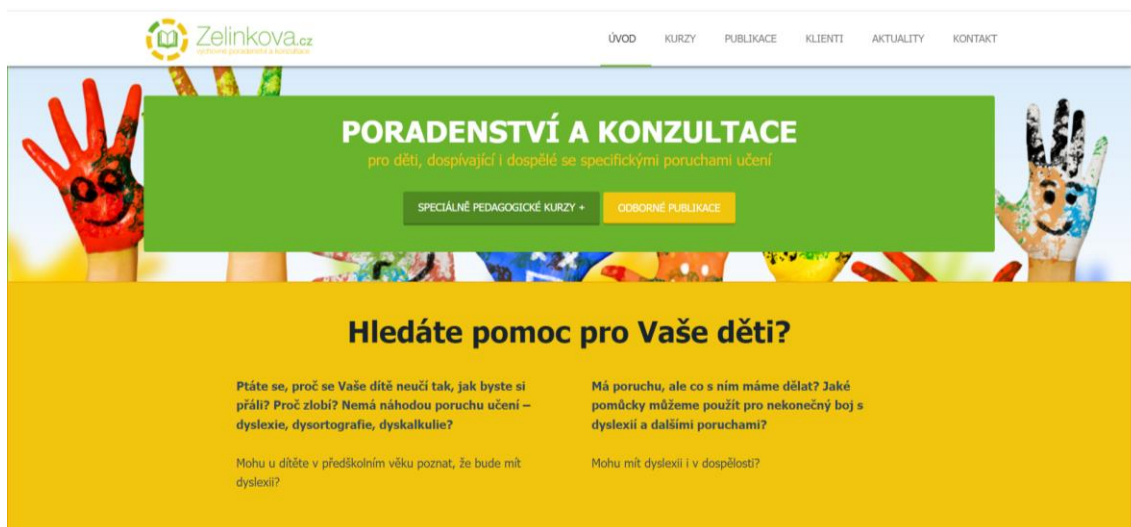 Zelinkova.cz
výchovné poradenství a konzultace
ÚVOD KURZY PUBLIKACE KLIENTI AKTUALITY KONTAKT
PORADENSTVÍ A KONZULTACE
pro děti, dospívající i dospělé se specifickými poruchami učení
SPECIÁLNĚ PEDAGOGICKÉ KURZY +
ODBORNÉ PUBLIKACE
Hledáte pomoc pro Vaše děti?
Ptáte se, proč se Vaše dítě neučí tak, jak byste si
přáli? Proč zlobí? Nemá náhodou poruchu učení –
dyslexie, dysortografie, dyskalkulie?
Mohu u dítěte v předškolním věku poznat, že bude mít
dyslexii?
Má poruchu, ale co s ním máme dělat? Jaké
pomůcky můžeme použít pro nekonečný boj s
dyslexií a dalšími poruchami?
Mohu mít dyslexii i v dospělosti?